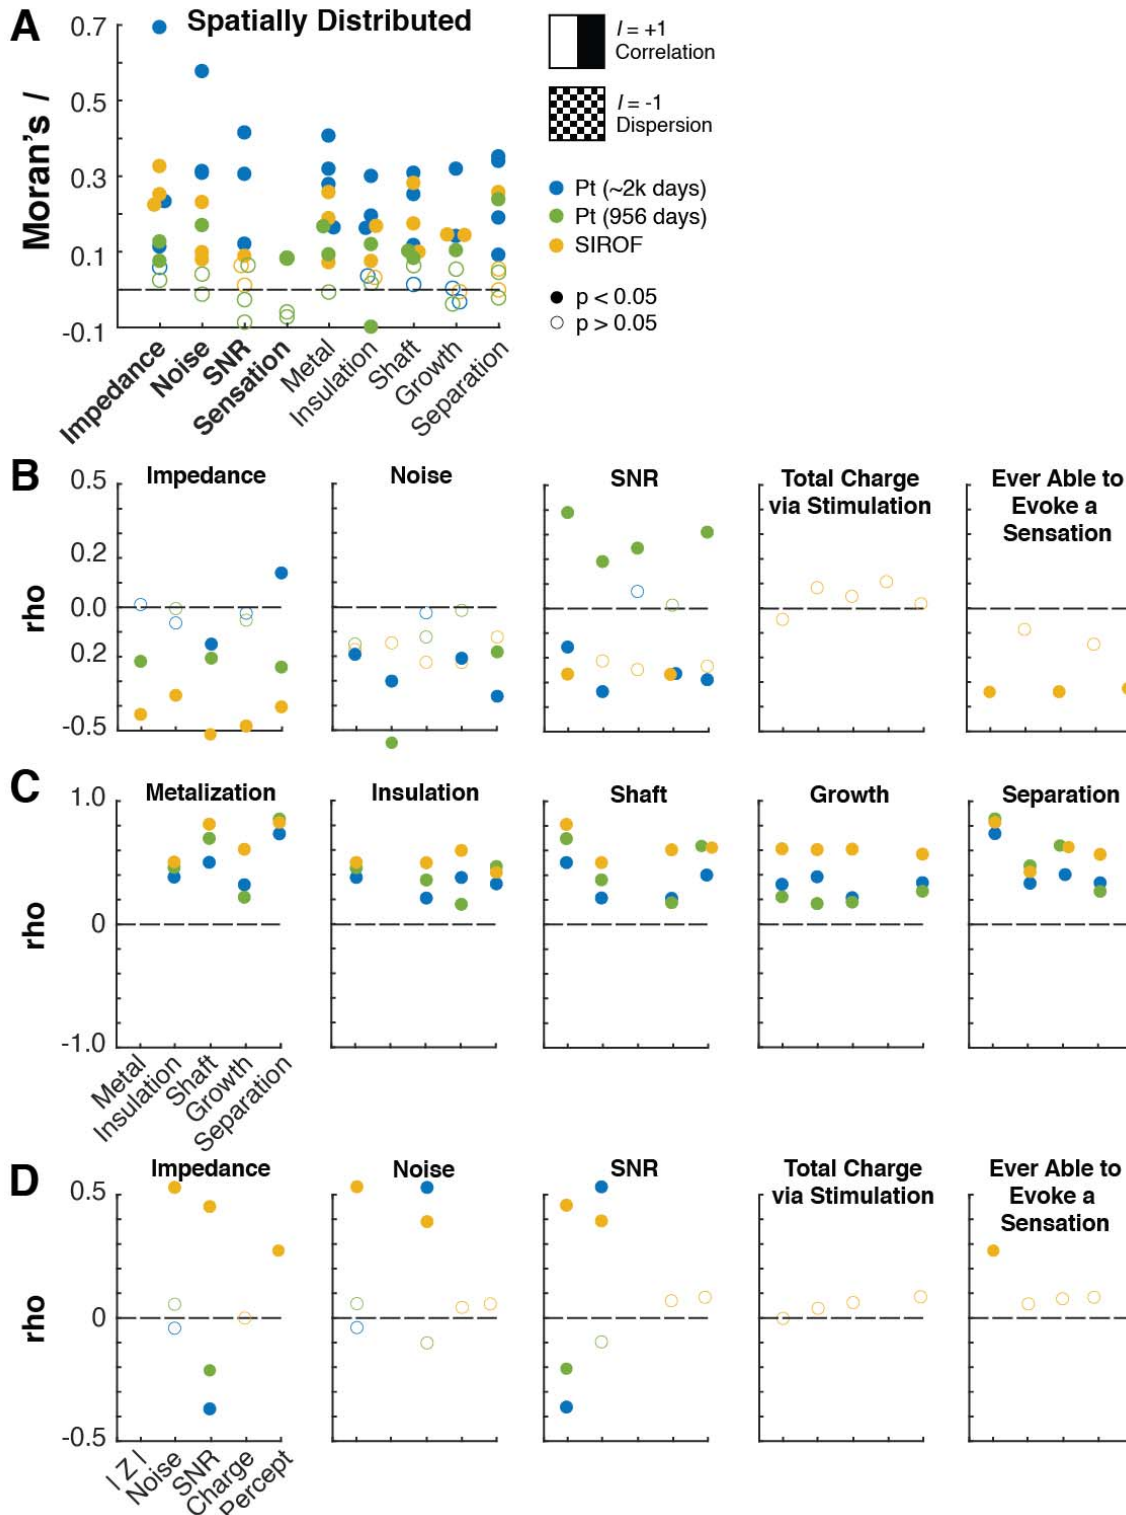 A
Spatially Distributed
Moran's I
0.7
0.5
0.3
0.1
-0.1
Impedance
Noise
SNR
Sensation
Metal
Insulation
Shaft
Growth
Separation
I = +1
Correlation
I = -1
Dispersion
Pt (~2k days)
Pt (956 days)
SIROF
p < 0.05
p > 0.05
B
Impedance
Noise
SNR
Total Charge
via Stimulation
Ever Able to
Evoke a
Sensation
rho
0.5
0.2
0.0
0.2
-0.5
C
Metalization
Insulation
Shaft
Growth
Separation
rho
1.0
0
-1.0
Metal
Insulation
Shaft
Growth
Separation
D
Impedance
Noise
SNR
Total Charge
via Stimulation
Ever Able to
Evoke a
Sensation
rho
0.5
0
-0.5
| Z |
Noise
SNR
Charge
Percept